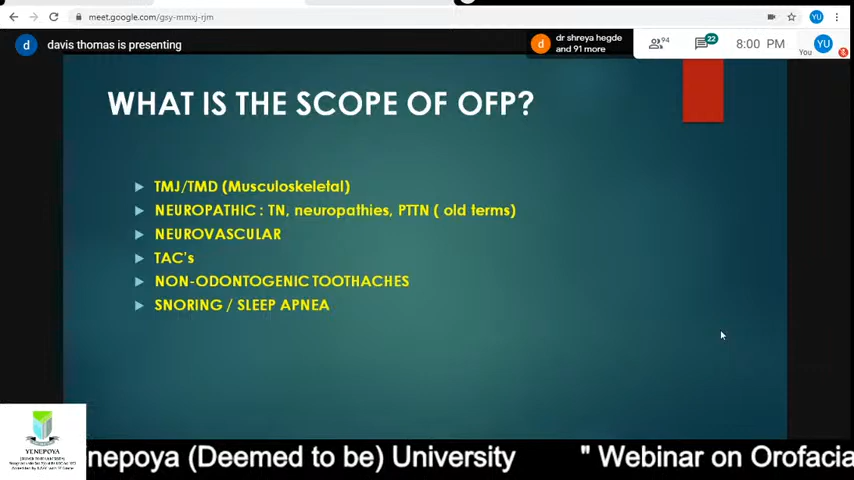 meet.google.com/gsy-mmxj-rjm
YU
d
davis thomas is presenting
d
dr shreya hegde
and 91 more
94
22
8:00 PM
You
YU
WHAT IS THE SCOPE OF OFP?
TMJ/TMD (Musculoskeletal)
NEUROPATHIC : TN, neuropathies, PTTN ( old terms)
NEUROVASCULAR
TAC's
NON-ODONTOGENIC TOOTHACHES
SNORING / SLEEP APNEA
YENEPOYA
nepoya (Deemed to be) University
" Webinar on Orofacia